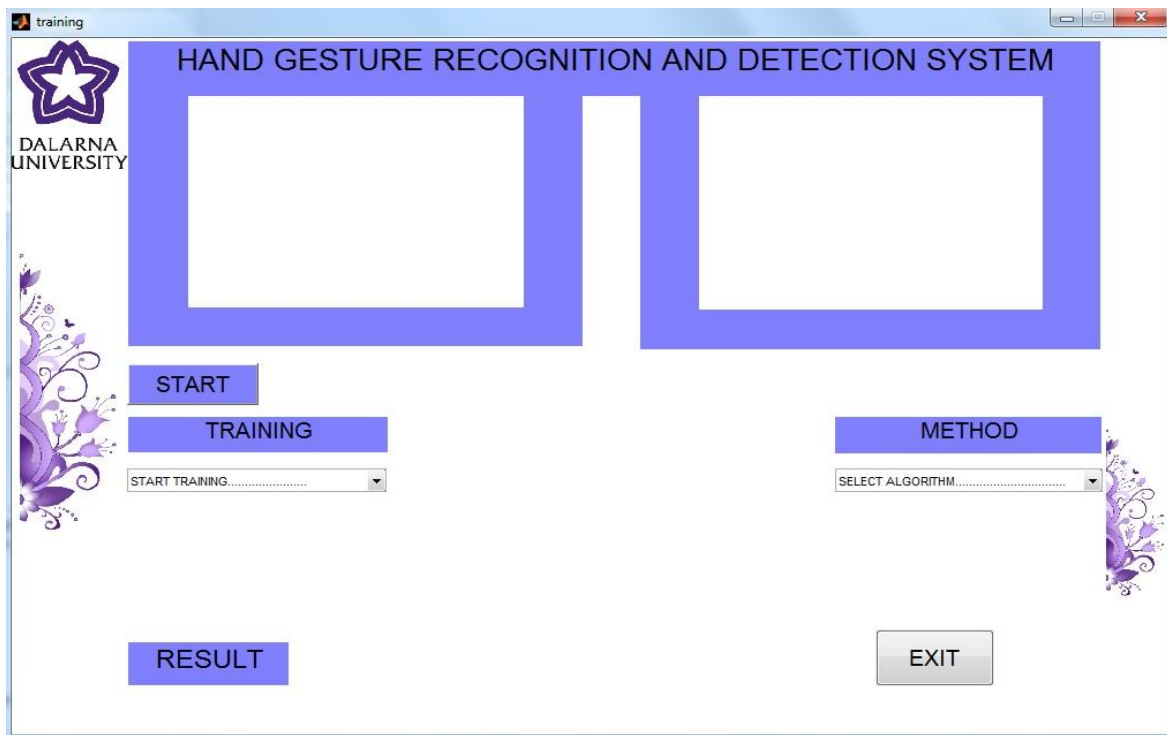 training
HAND GESTURE RECOGNITION AND DETECTION SYSTEM
DALARNA
UNIVERSITY
START
TRAINING
METHOD
START TRAINING......................
SELECT ALGORITHM................................
RESULT
EXIT